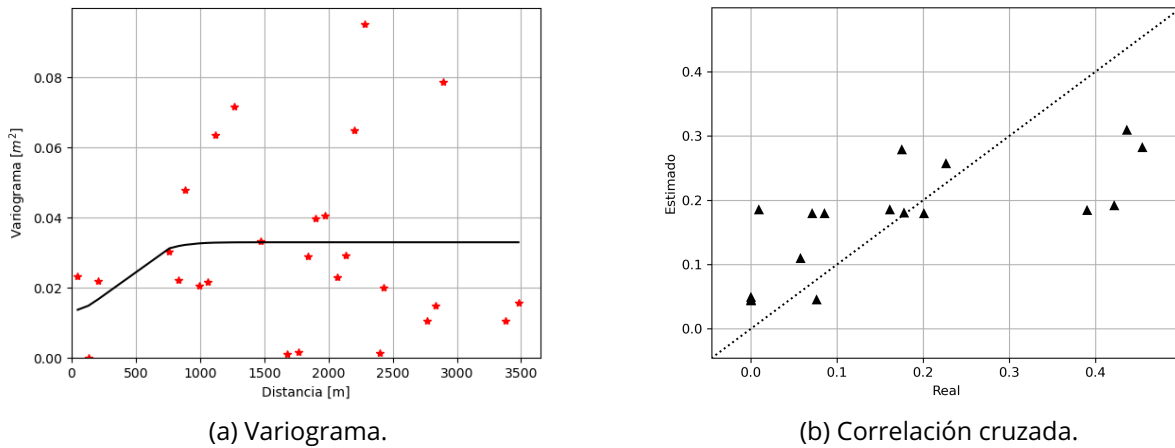 0.08
0.06
0.04
0.02
0.00
Variograma [m²]
0 500 1000 1500 2000 2500 3000 3500
Distancia [m]
(a) Variograma.
0.4
0.3
0.2
0.1
0.0
Estimado
0.0 0.1 0.2 0.3 0.4
Real
(b) Correlación cruzada.